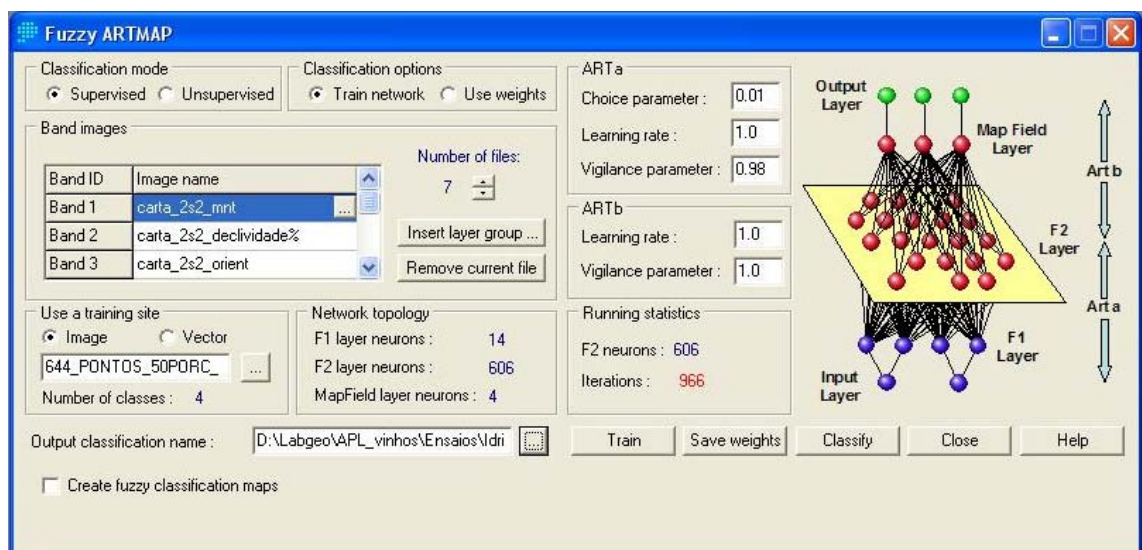 Fuzzy ARTMAP
Classification mode
Supervised Unsupervised
Classification options
Train network Use weights
Band images
Band ID Image name
Band 1 carta_2s2_mnt ...
Band 2 carta_2s2_declividade%
Band 3 carta_2s2_orient
Number of files:
7
Insert layer group ...
Remove current file
Use a training site
Image Vector
644_PONTOS_50PORC_ ...
Number of classes : 4
Network topology
F1 layer neurons : 14
F2 layer neurons : 606
MapField layer neurons : 4
ARTa
Choice parameter : 0.01
Learning rate : 1.0
Vigilance parameter : 0.98
ARTb
Learning rate : 1.0
Vigilance parameter : 1.0
Running statistics
F2 neurons : 606
Iterations : 966
Output
Layer
Map Field
Layer
Art b
F2
Layer
Art a
F1
Layer
Input
Layer
Output classification name : D:\Labgeo\APL_vinhos\Ensaios\Idri ...
Train Save weights Classify Close Help
Create fuzzy classification maps